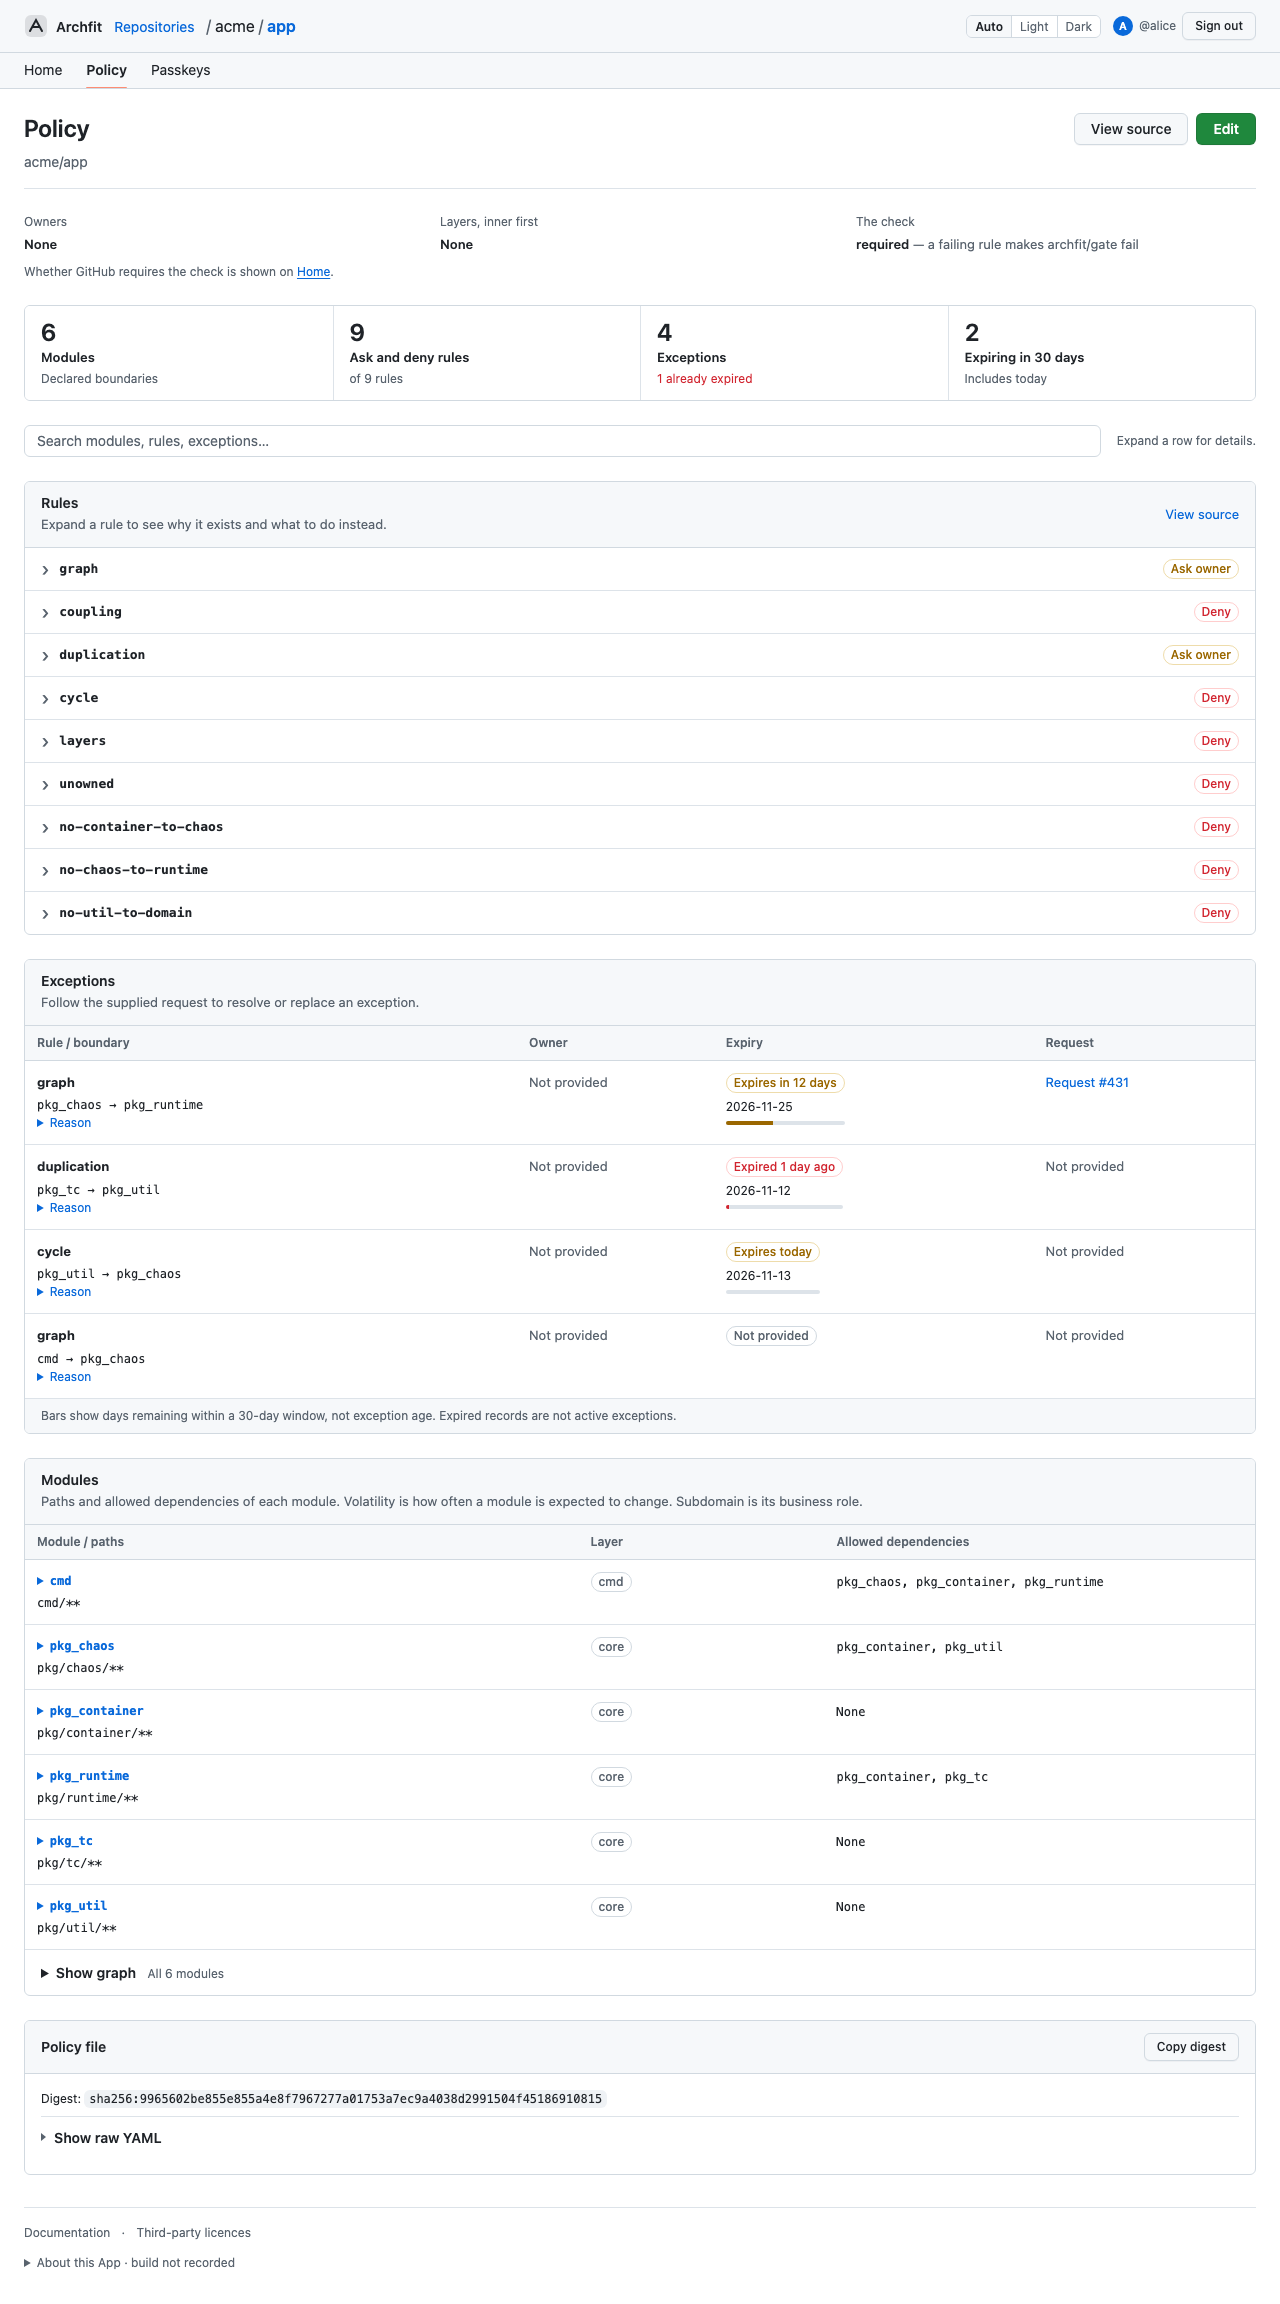 Archfit Repositories / acme / app Auto Light Dark A @alice Sign out
Home Policy Passkeys
Policy View source Edit
acme/app
Owners Layers, inner first The check
None None required — a failing rule makes archfit/gate fail
Whether GitHub requires the check is shown on Home.
6 9 4 2
Modules Ask and deny rules Exceptions Expiring in 30 days
Declared boundaries of 9 rules 1 already expired Includes today
Search modules, rules, exceptions… Expand a row for details.
Rules
Expand a rule to see why it exists and what to do instead. View source
graph Ask owner
coupling Deny
duplication Ask owner
cycle Deny
layers Deny
unowned Deny
no-container-to-chaos Deny
no-chaos-to-runtime Deny
no-util-to-domain Deny
Exceptions
Follow the supplied request to resolve or replace an exception.
Rule / boundary Owner Expiry Request
graph Not provided Expires in 12 days Request #431
pkg_chaos → pkg_runtime 2026-11-25
Reason
duplication Not provided Expired 1 day ago Not provided
pkg_tc → pkg_util 2026-11-12
Reason
cycle Not provided Expires today Not provided
pkg_util → pkg_chaos 2026-11-13
Reason
graph Not provided Not provided Not provided
cmd → pkg_chaos
Reason
Bars show days remaining within a 30-day window, not exception age. Expired records are not active exceptions.
Modules
Paths and allowed dependencies of each module. Volatility is how often a module is expected to change. Subdomain is its business role.
Module / paths Layer Allowed dependencies
cmd cmd pkg_chaos, pkg_container, pkg_runtime
cmd/**
pkg_chaos core pkg_container, pkg_util
pkg/chaos/**
pkg_container core None
pkg/container/**
pkg_runtime core pkg_container, pkg_tc
pkg/runtime/**
pkg_tc core None
pkg/tc/**
pkg_util core None
pkg/util/**
Show graph All 6 modules
Policy file Copy digest
Digest: sha256:9965602be855e855a4e8f7967277a01753a7ec9a4038d2991504f45186910815
Show raw YAML
Documentation · Third-party licences
About this App · build not recorded